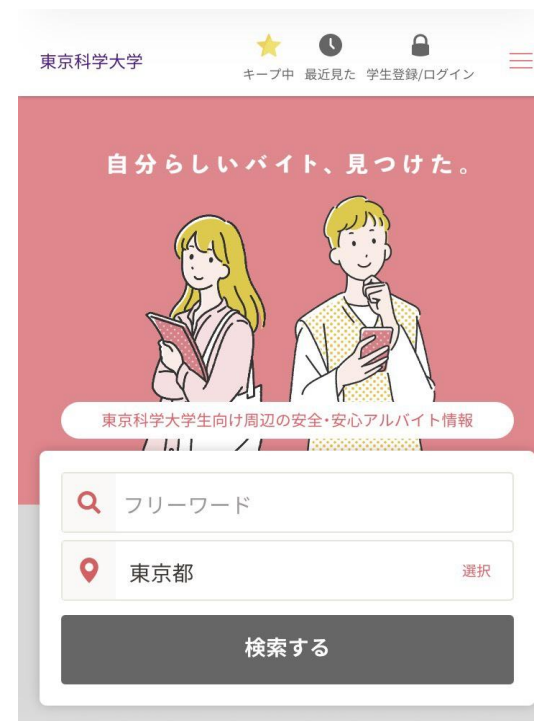 東京科学大学
キープ中 最近見た 学生登録/ログイン
自分らしいバイト、見つけた。
東京科学大学生向け周辺の安全・安心アルバイト情報
フリーワード
東京都 選択
検索する